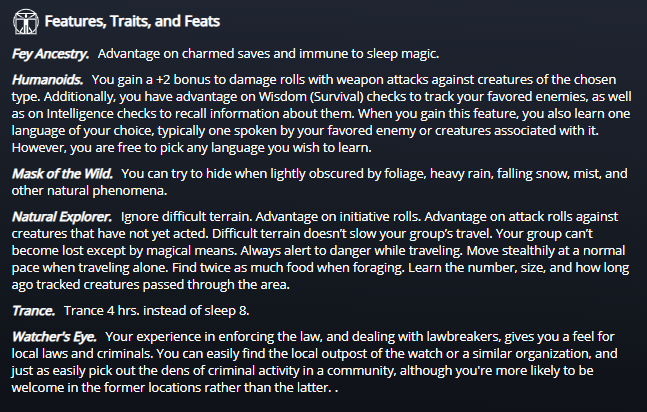 Features, Traits, and Feats
Fey Ancestry. Advantage on charmed saves and immune to sleep magic.
Humanoids. You gain a +2 bonus to damage rolls with weapon attacks against creatures of the chosen
type. Additionally, you have advantage on Wisdom (Survival) checks to track your favored enemies, as well
as on Intelligence checks to recall information about them. When you gain this feature, you also learn one
language of your choice, typically one spoken by your favored enemy or creatures associated with it.
However, you are free to pick any language you wish to learn.
Mask of the Wild. You can try to hide when lightly obscured by foliage, heavy rain, falling snow, mist, and
other natural phenomena.
Natural Explorer. Ignore difficult terrain. Advantage on initiative rolls. Advantage on attack rolls against
creatures that have not yet acted. Difficult terrain doesn't slow your group's travel. Your group can't
become lost except by magical means. Always alert to danger while traveling. Move stealthily at a normal
pace when traveling alone. Find twice as much food when foraging. Learn the number, size, and how long
ago tracked creatures passed through the area.
Trance. Trance 4 hrs. instead of sleep 8.
Watcher's Eye. Your experience in enforcing the law, and dealing with lawbreakers, gives you a feel for
local laws and criminals. You can easily find the local outpost of the watch or a similar organization, and
just as easily pick out the dens of criminal activity in a community, although you're more likely to be
welcome in the former locations rather than the latter. .